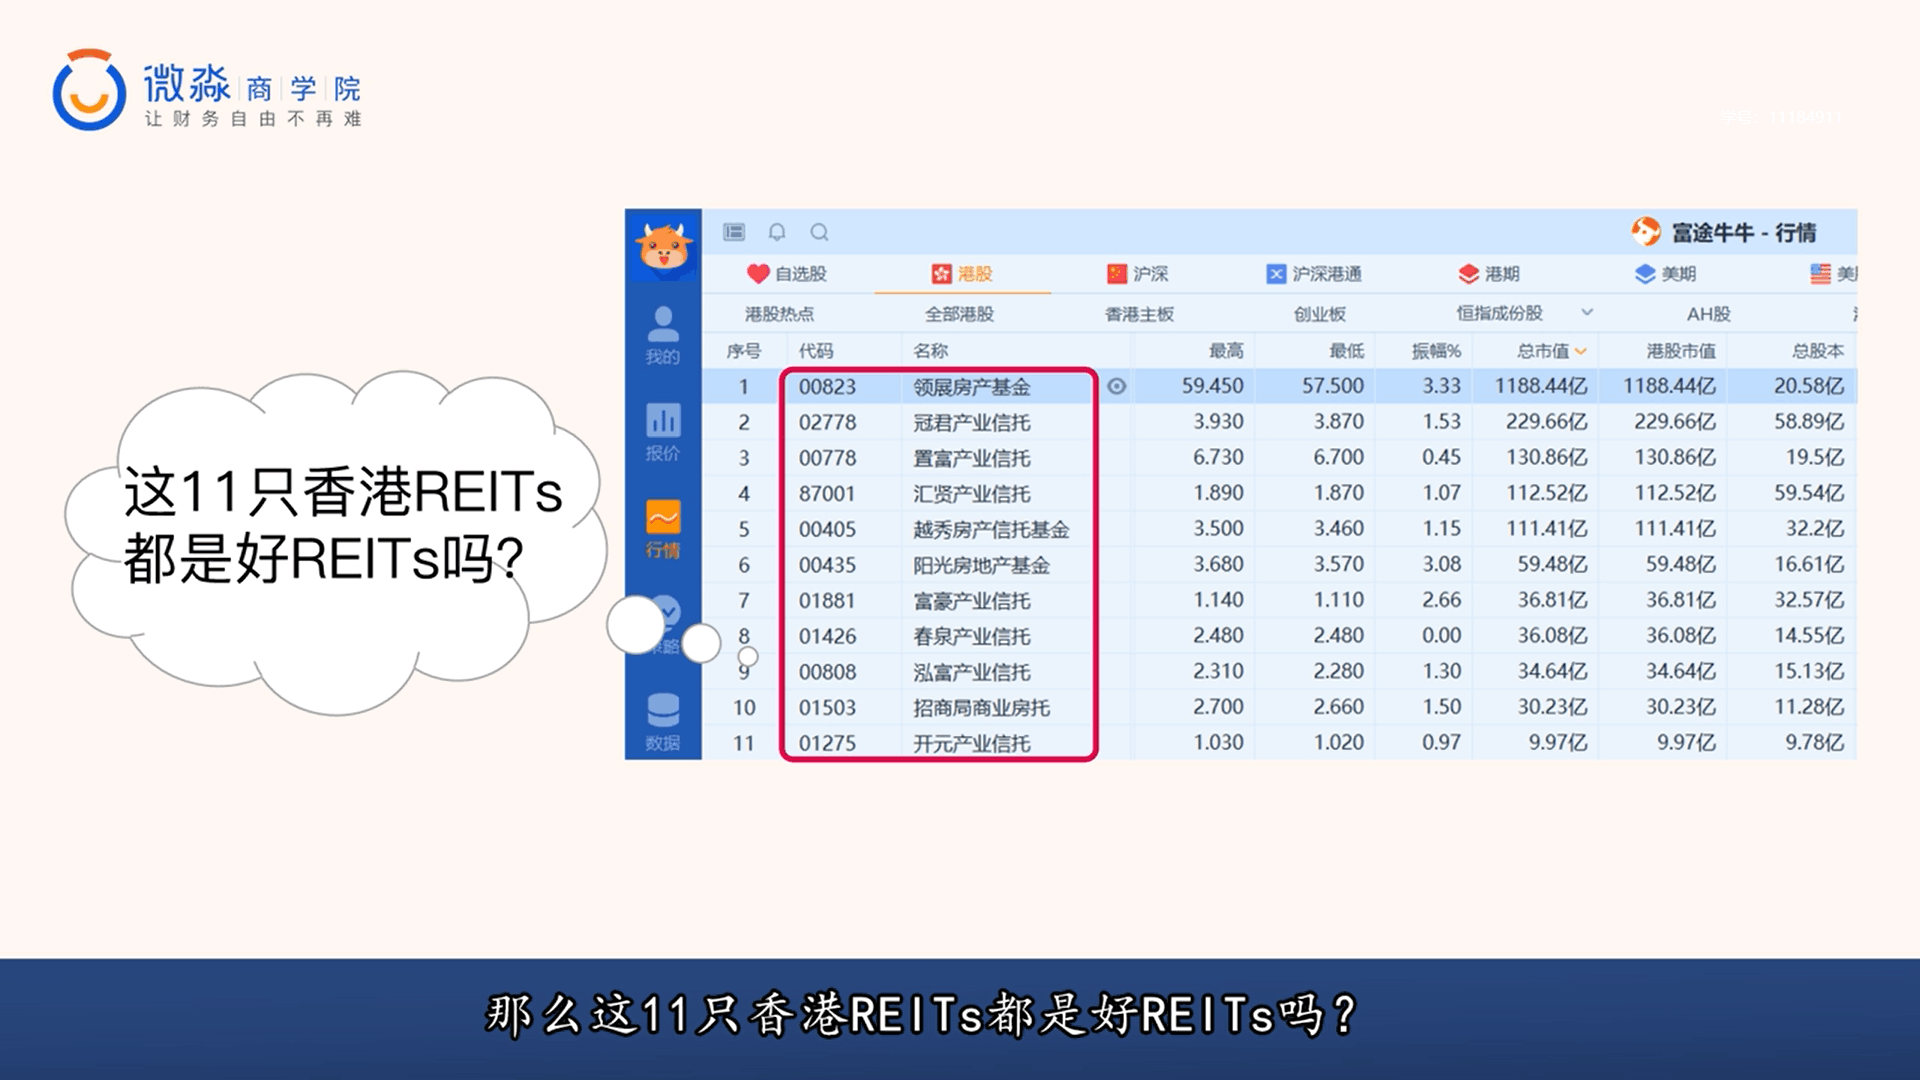 微淼 商 学 院
让财务自由不再难
富途牛牛 - 行情
自选股 港股 沪深 沪深港通 港期 美期
港股热点 全部港股 香港主板 创业板 恒指成份股 AH股
序号 代码 名称 最高 最低 振幅% 总市值 港股市值 总股本
1 00823 领展房产基金 59.450 57.500 3.33 1188.44亿 1188.44亿 20.58亿
2 02778 冠君产业信托 3.930 3.870 1.53 229.66亿 229.66亿 58.89亿
3 00778 置富产业信托 6.730 6.700 0.45 130.86亿 130.86亿 19.5亿
4 87001 汇贤产业信托 1.890 1.870 1.07 112.52亿 112.52亿 59.54亿
5 00405 越秀房产信托基金 3.500 3.460 1.15 111.41亿 111.41亿 32.2亿
6 00435 阳光房地产基金 3.680 3.570 3.08 59.48亿 59.48亿 16.61亿
7 01881 富豪产业信托 1.140 1.110 2.66 36.81亿 36.81亿 32.57亿
8 01426 春泉产业信托 2.480 2.480 0.00 36.08亿 36.08亿 14.55亿
9 00808 泓富产业信托 2.310 2.280 1.30 34.64亿 34.64亿 15.13亿
10 01503 招商局商业房托 2.700 2.660 1.50 30.23亿 30.23亿 11.28亿
11 01275 开元产业信托 1.030 1.020 0.97 9.97亿 9.97亿 9.78亿
我的
报价
行情
数据
这11只香港REITs
都是好REITs吗?
那么这11只香港REITs都是好REITs吗?